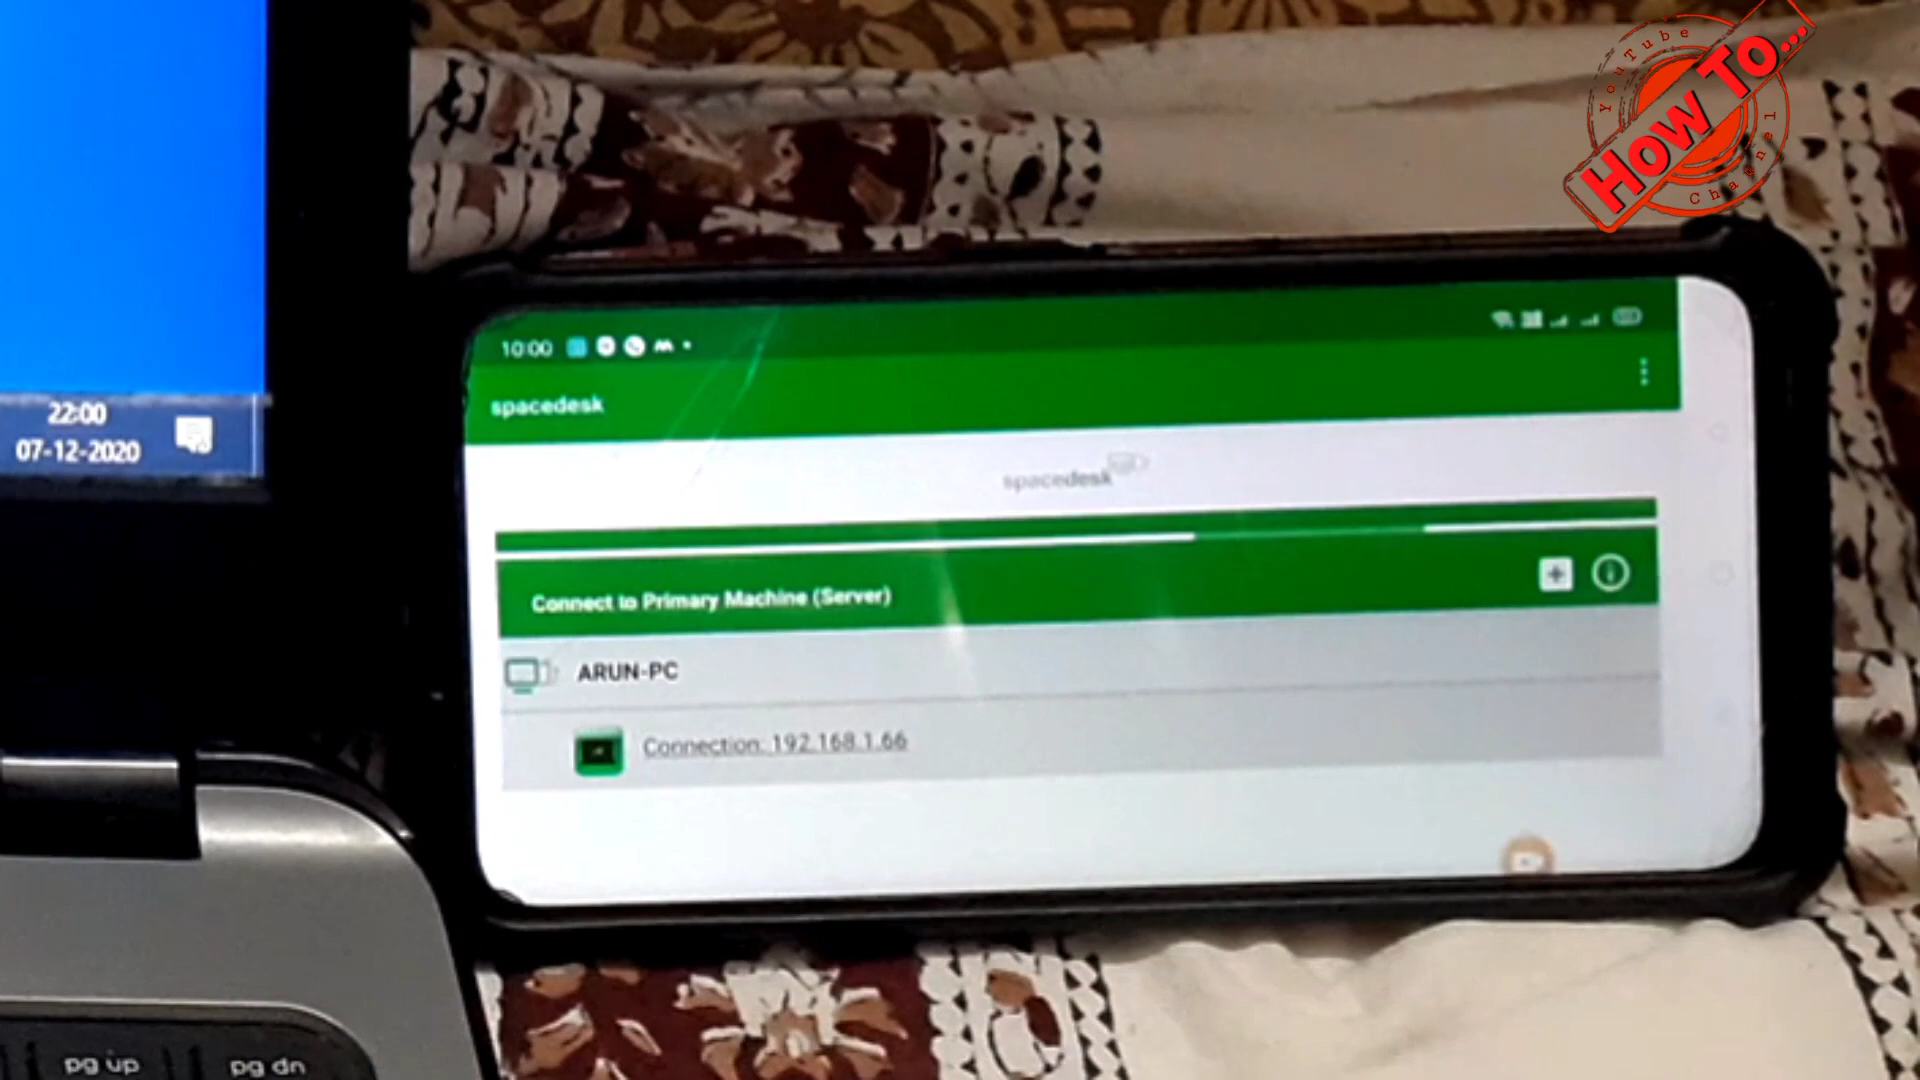 YouTube
How To...
Channel
10:00
spacedesk
22:00
07-12-2020
spacedesk
Connect to Primary Machine (Server)
ARUN-PC
Connection: 192.168.1.66
pg up
pg dn